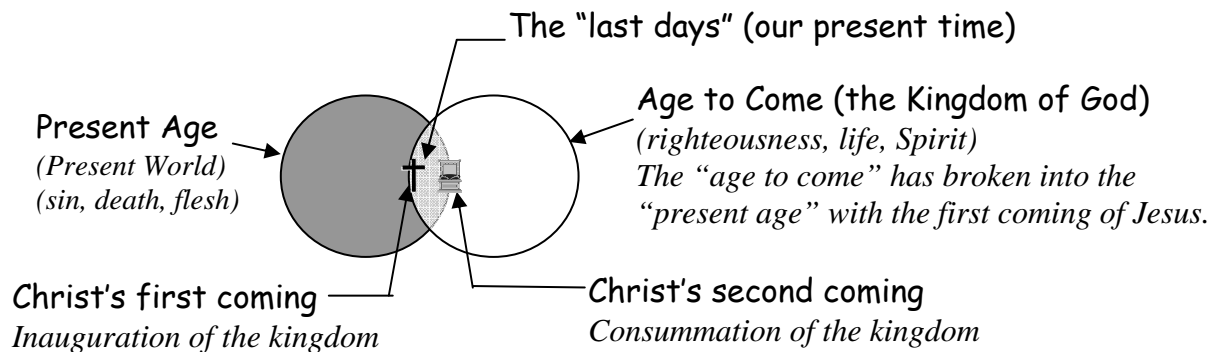 The “last days” (our present time)
Present Age
(Present World)
(sin, death, flesh)
Age to Come (the Kingdom of God)
(righteousness, life, Spirit)
The “age to come” has broken into the
“present age” with the first coming of Jesus.
Christ's first coming
Inauguration of the kingdom
Christ's second coming
Consummation of the kingdom